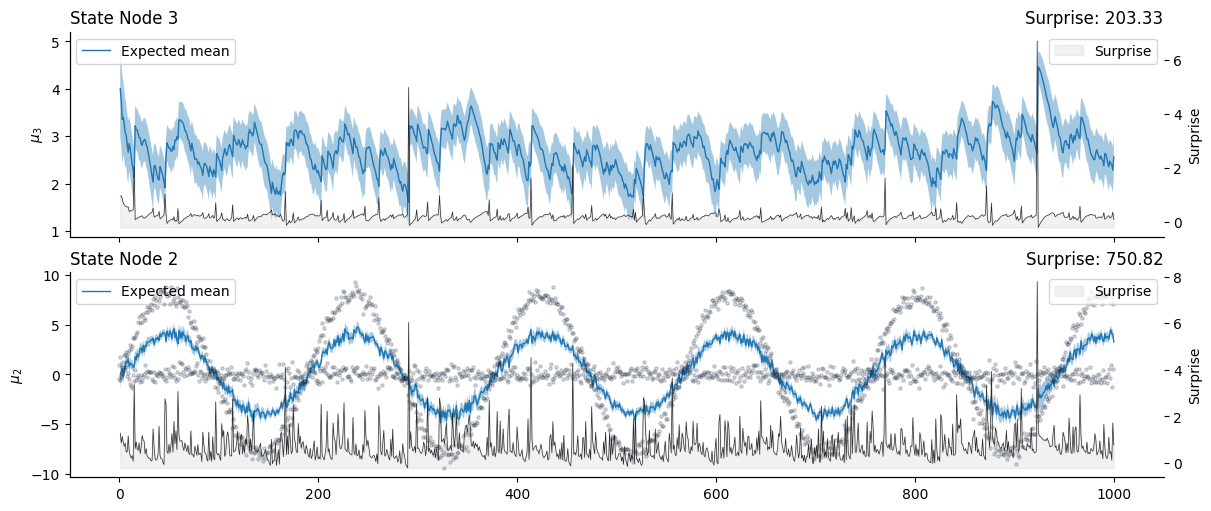 State Node 3 Surprise: 203.33
Expected mean
Surprise
5
4
3
2
1
μ3
6
4
2
0
Surprise
State Node 2 Surprise: 750.82
Expected mean
Surprise
10
5
0
−5
−10
μ2
8
6
4
2
0
Surprise
0 200 400 600 800 1000